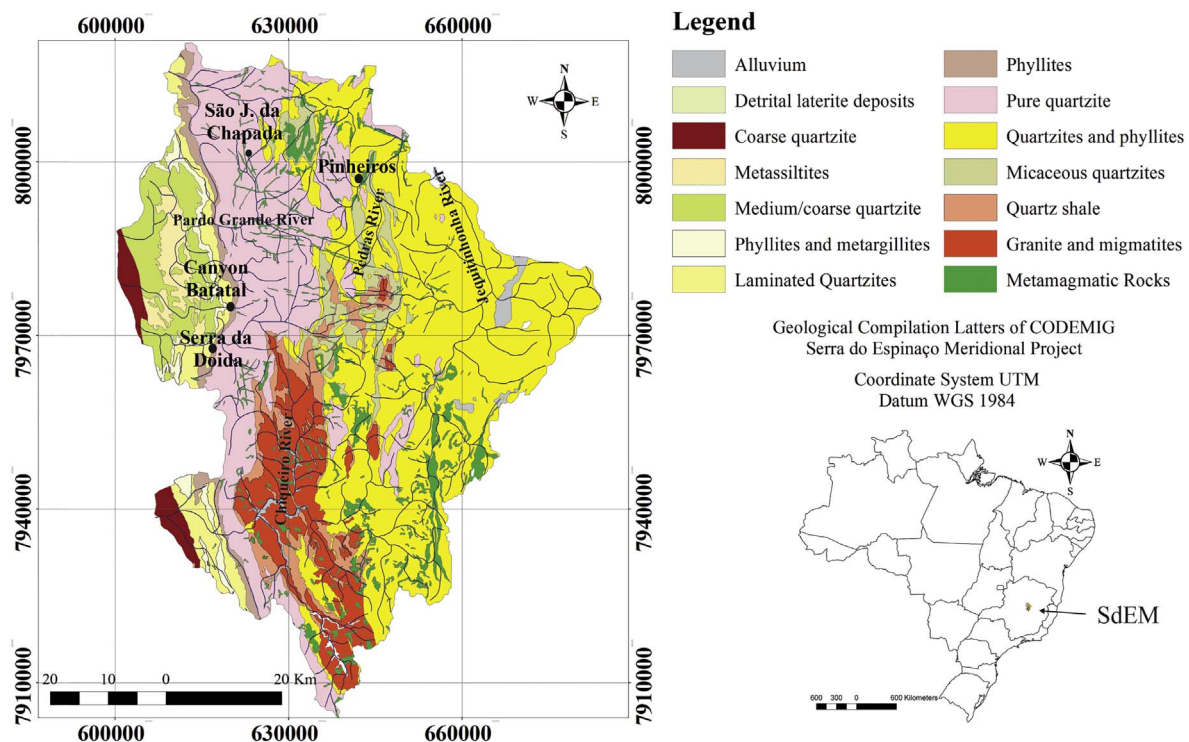 600000 630000 660000
Legend
Alluvium
Detrital laterite deposits
Coarse quartzite
Metassiltites
Medium/coarse quartzite
Phyllites and metargillites
Laminated Quartzites
Phyllites
Pure quartzite
Quartzites and phyllites
Micaceous quartzites
Quartz shale
Granite and migmatites
Metamagmatic Rocks
N
W E
S
São J. da
Chapada
Pinheiros
8000000
8000000
Pardo Grande River
Pedras River
Jequitinhonha River
Canyon
Batatal
Serra da
Doida
7970000
7970000
Chiqueiro River
7940000
7940000
7910000
7910000
20 10 0 20 Km
600000 630000 660000
Geological Compilation Latters of CODEMIG
Serra do Espinaço Meridional Project
Coordinate System UTM
Datum WGS 1984
N
W E
S
SdEM
600 300 0 600 Kilometers